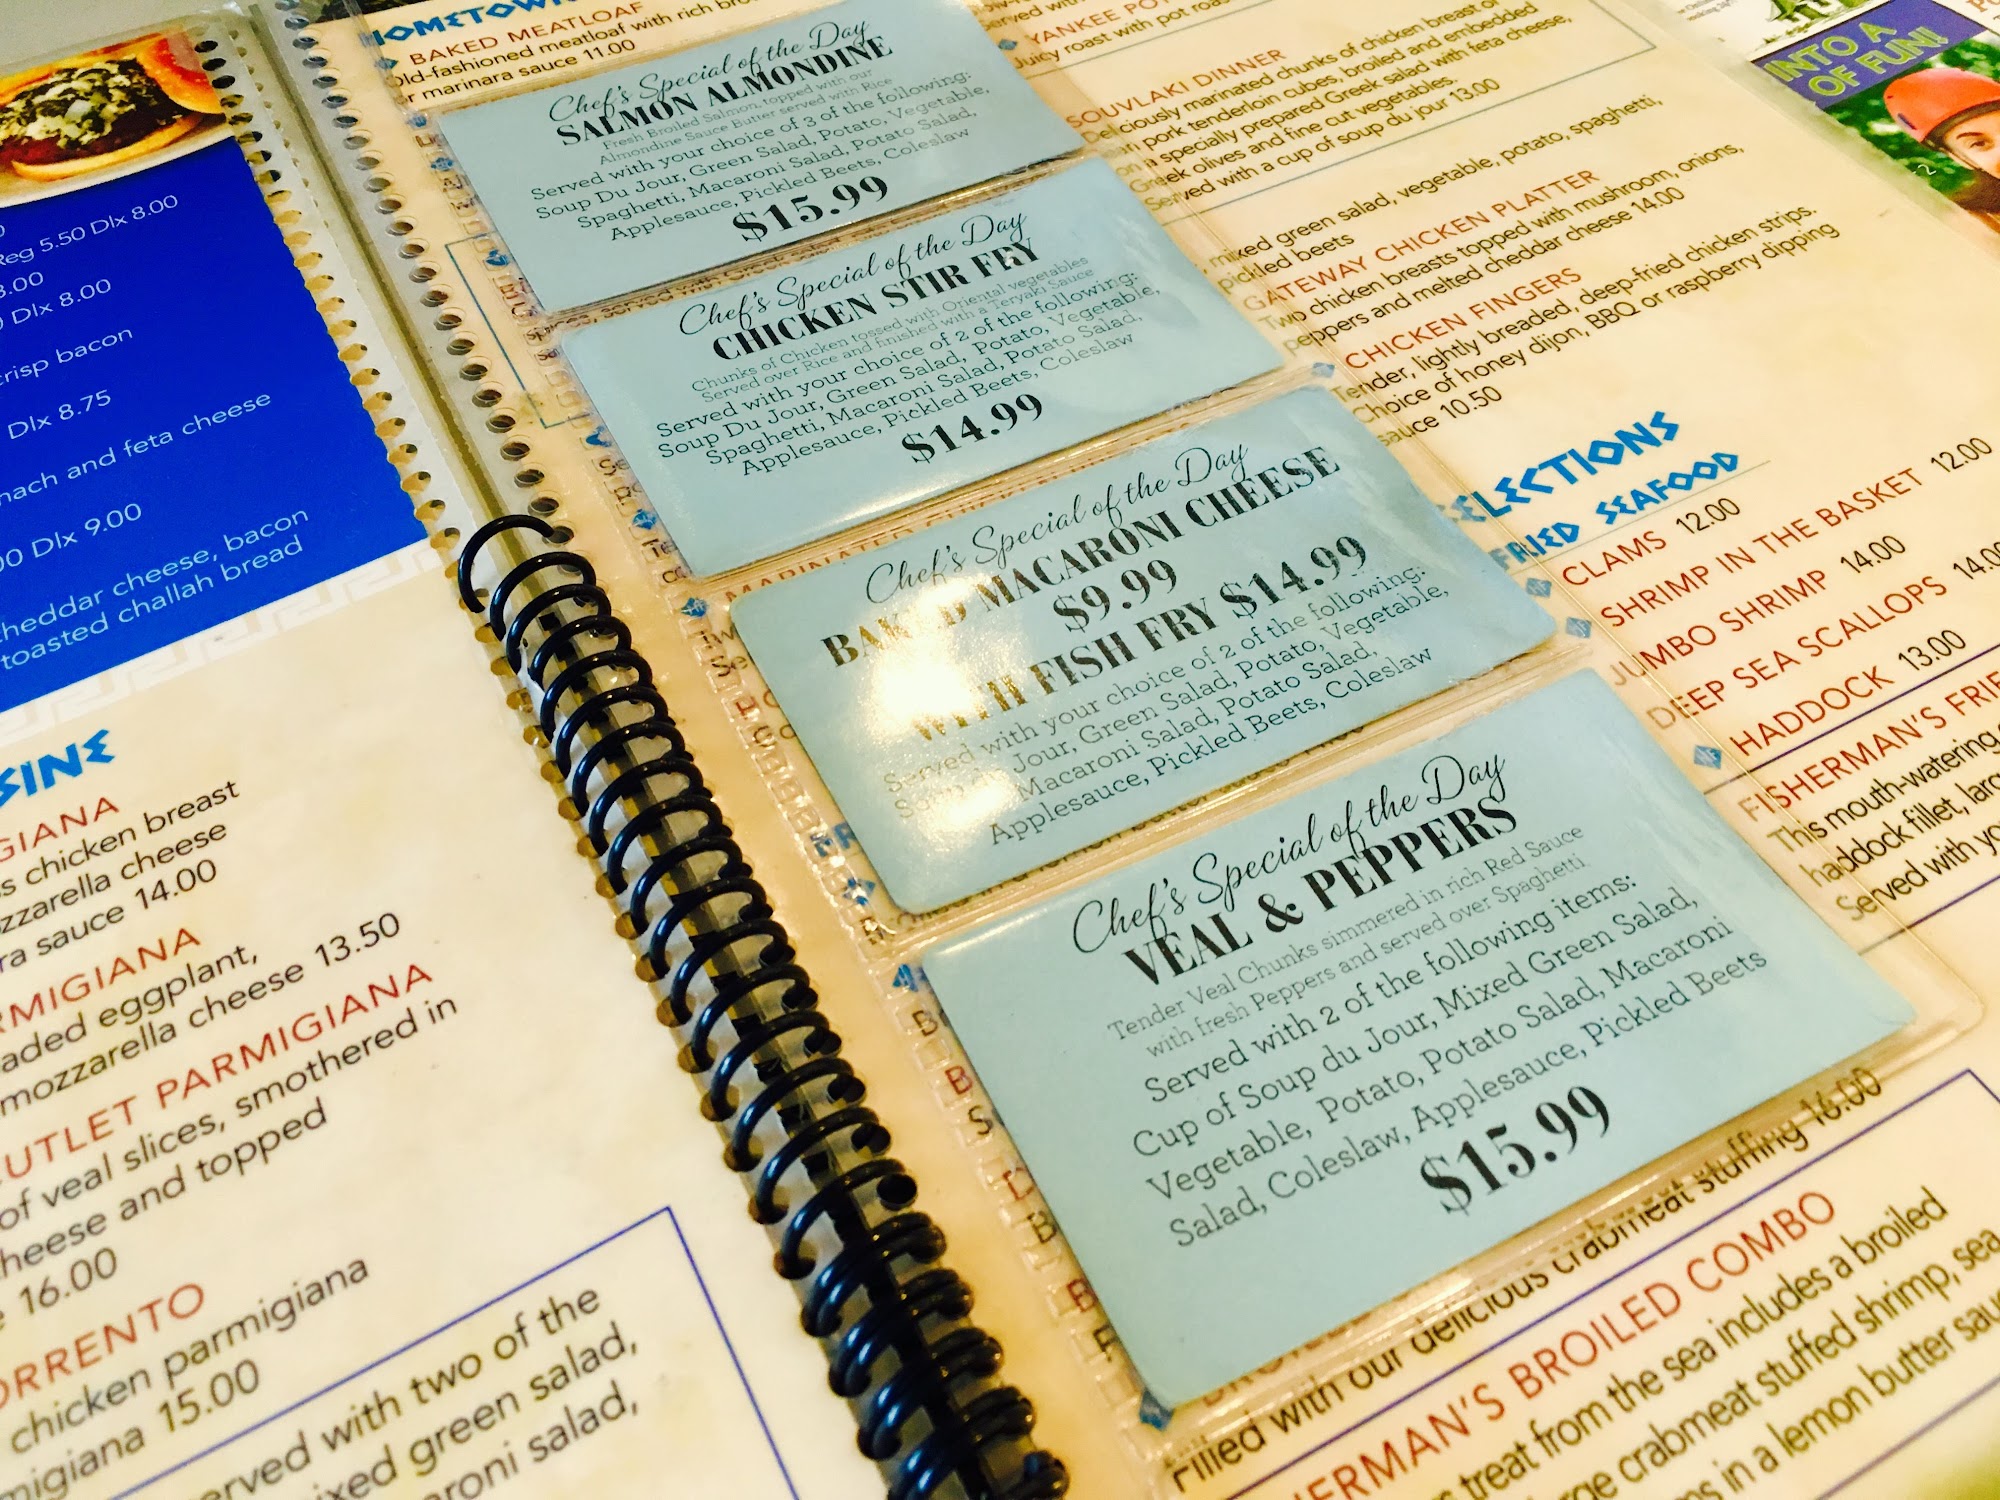 Reg 5.50 Dlx 8.00
Dlx 8.00
crisp bacon
Dlx 8.75
and feta cheese
Dlx 9.00
cheddar cheese, bacon
toasted challah bread
chicken breast
mozzarella cheese
sauce 14.00
eggplant,
mozzarella cheese 13.50
PARMIGIANA
of veal slices, smothered in
cheese and topped
16.00
chicken parmigiana
15.00
served with two of the
mixed green salad,
salad,
HOMETOWN
BAKED MEATLOAF
Old-fashioned meatloaf with rich
or marinara sauce 11.00
Chef's Special of the Day
SALMON ALMONDINE
Fresh Broiled Salmon topped with our
Almondine Sauce Butter served with Rice
Served with your choice of 3 of the following:
Soup Du Jour, Green Salad, Potato, Vegetable,
Spaghetti, Macaroni Salad, Potato Salad,
Applesauce, Pickled Beets, Coleslaw
$15.99
Chef's Special of the Day
CHICKEN STIR FRY
Chunks of Chicken tossed with Oriental vegetables
Served over Rice and finished with a Teryaki Sauce
Served with your choice of 2 of the following:
Soup Du Jour, Green Salad, Potato, Vegetable,
Spaghetti, Macaroni Salad, Potato Salad,
Applesauce, Pickled Beets, Coleslaw
$14.99
Chef's Special of the Day
BAKED MACARONI CHEESE
$9.99
WITH FISH FRY $14.99
Served with your choice of 2 of the following:
Soup du Jour, Green Salad, Potato, Vegetable,
Macaroni Salad, Potato Salad,
Applesauce, Pickled Beets, Coleslaw
Chef's Special of the Day
VEAL & PEPPERS
Tender Veal Chunks simmered in rich Red Sauce
with fresh Peppers and served over Spaghetti
Served with 2 of the following items:
Cup of Soup du Jour, Mixed Green Salad,
Vegetable, Potato, Potato Salad, Macaroni
Salad, Coleslaw, Applesauce, Pickled Beets
$15.99
YANKEE
Juicy roast with pot
SOUVLAKI DINNER
Deliciously marinated chunks of chicken breast or
pork tenderloin cubes, broiled and embedded
on a specially prepared Greek salad with feta cheese,
Greek olives and fine cut vegetables.
Served with a cup of soup du jour 13.00
mixed green salad, vegetable, potato, spaghetti,
pickled beets
GATEWAY CHICKEN PLATTER
Two chicken breasts topped with mushroom, onions,
peppers and melted cheddar cheese 14.00
CHICKEN FINGERS
Tender, lightly breaded, deep-fried chicken strips.
Choice of honey dijon, BBQ or raspberry dipping
sauce 10.50
SELECTIONS
FRIED SEAFOOD
CLAMS 12.00
SHRIMP IN THE BASKET 12.00
JUMBO SHRIMP 14.00
DEEP SEA SCALLOPS 14.00
HADDOCK 13.00
FISHERMAN'S
This mouth-watering
haddock fillet,
Served with
Filled with our delicious crabmeat stuffing 16.00
BROILED COMBO
treat from the sea includes a broiled
crabmeat stuffed shrimp, sea
in a lemon butter
INTO A
OF FUN!